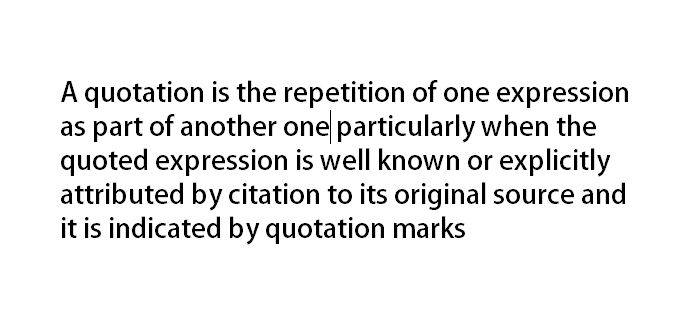 A quotation is the repetition of one expression
as part of another one particularly when the
quoted expression is well known or explicitly
attributed by citation to its original source and
it is indicated by quotation marks